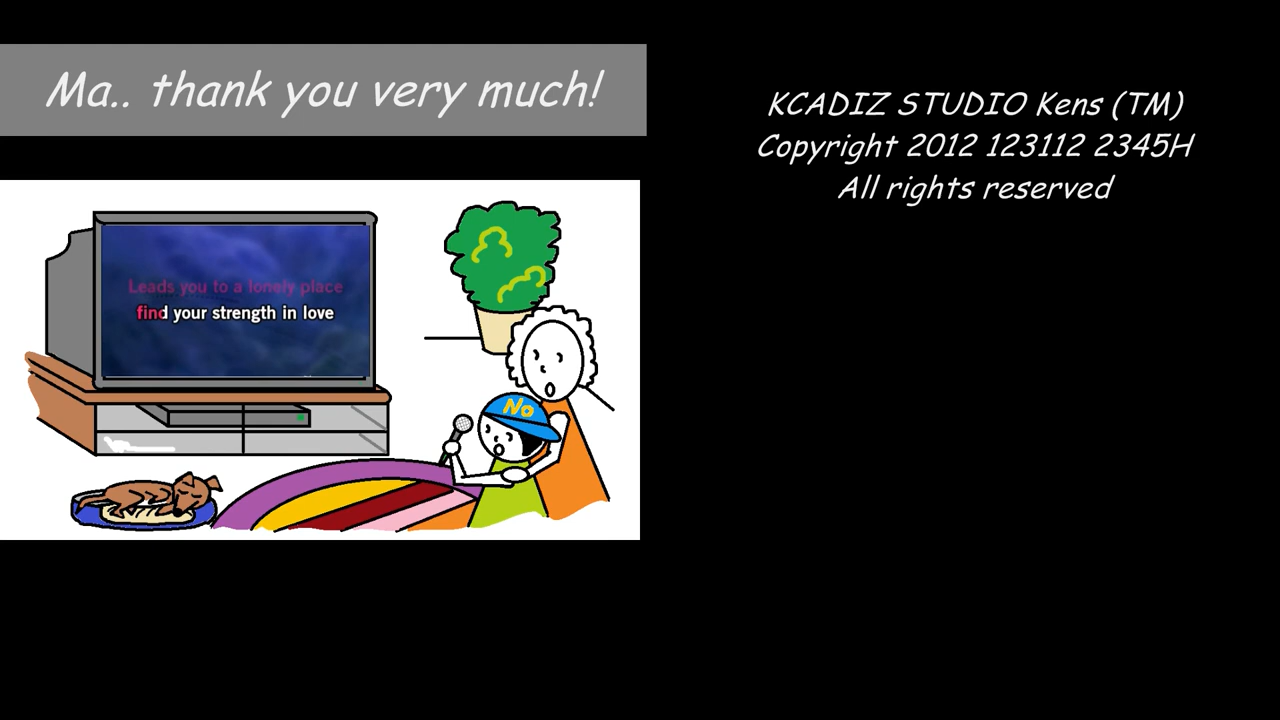 Ma.. thank you very much!
KCADIZ STUDIO Kens (TM)
Copyright 2012 123112 2345H
All rights reserved
Leads you to a lonely place
find your strength in love
No